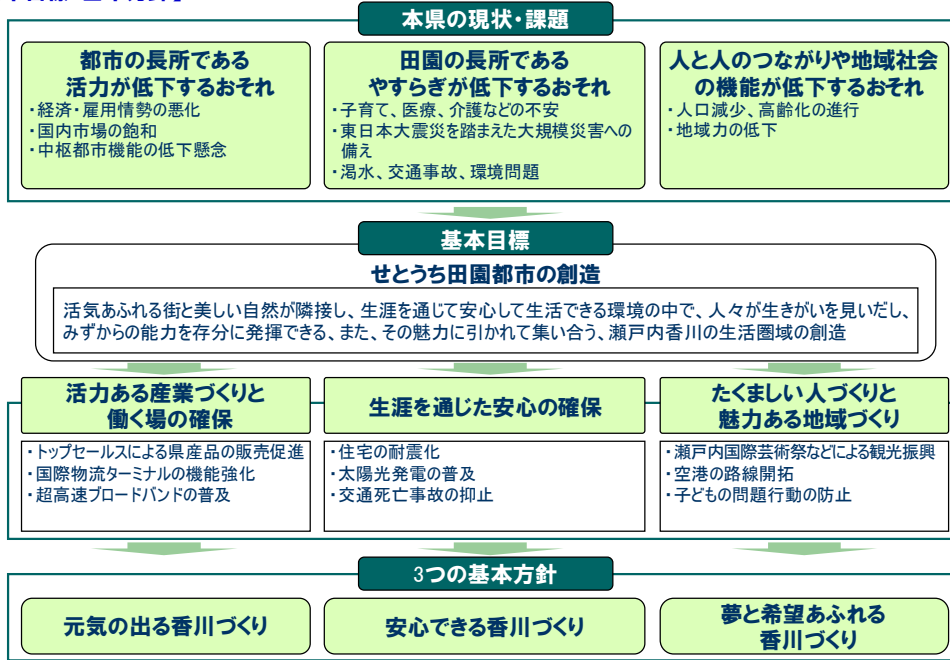 本県の現状・課題
都市の長所である
活力が低下するおそれ
・経済・雇用情勢の悪化
・国内市場の飽和
・中枢都市機能の低下懸念
田園の長所である
やすらぎが低下するおそれ
・子育て、医療、介護などの不安
・東日本大震災を踏まえた大規模災害への
備え
・渇水、交通事故、環境問題
人と人のつながりや地域社会
の機能が低下するおそれ
・人口減少、高齢化の進行
・地域力の低下
基本目標
せとうち田園都市の創造
活気あふれる街と美しい自然が隣接し、生涯を通じて安心して生活できる環境の中で、人々が生きがいを見いだし、
みずからの能力を存分に発揮できる、また、その魅力に引かれて集い合う、瀬戸内香川の生活圏域の創造
活力ある産業づくりと
働く場の確保
・トップセールスによる県産品の販売促進
・国際物流ターミナルの機能強化
・超高速ブロードバンドの普及
生涯を通じた安心の確保
・住宅の耐震化
・太陽光発電の普及
・交通死亡事故の抑止
たくましい人づくりと
魅力ある地域づくり
・瀬戸内国際芸術祭などによる観光振興
・空港の路線開拓
・子どもの問題行動の防止
3つの基本方針
元気の出る香川づくり
安心できる香川づくり
夢と希望あふれる
香川づくり